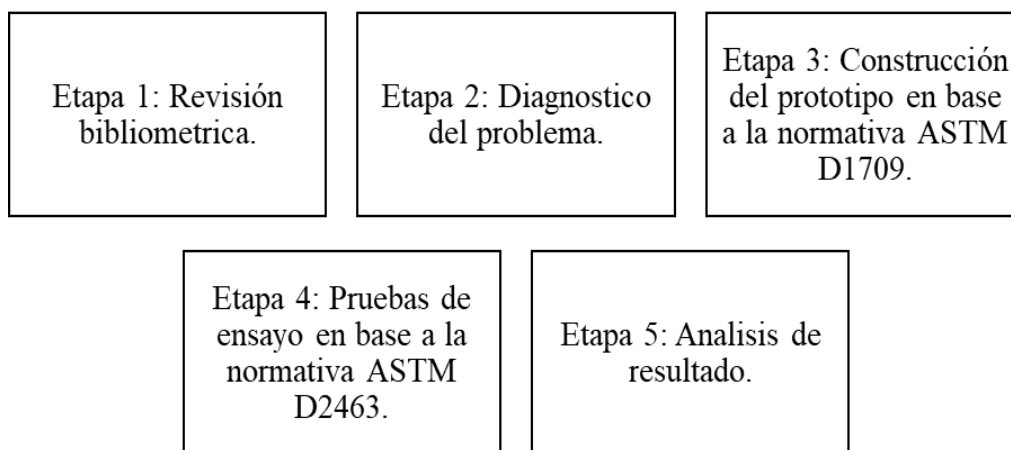 Etapa 1: Revisión
bibliometrica.
Etapa 2: Diagnostico
del problema.
Etapa 3: Construcción
del prototipo en base
a la normativa ASTM
D1709.
Etapa 4: Pruebas de
ensayo en base a la
normativa ASTM
D2463.
Etapa 5: Analisis de
resultado.